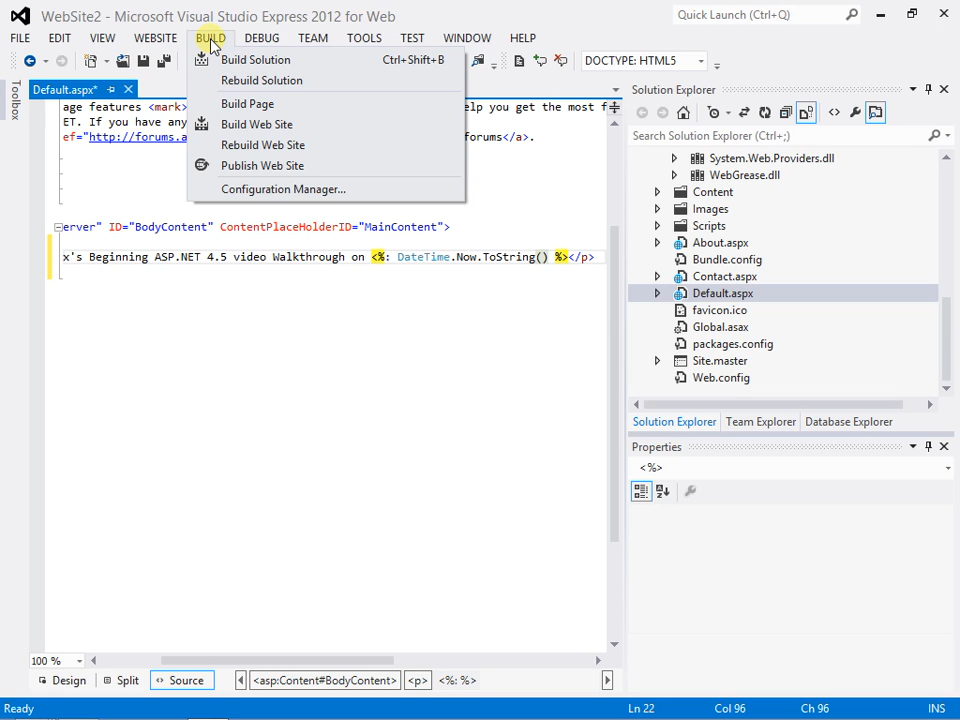 WebSite2 - Microsoft Visual Studio Express 2012 for Web
Quick Launch (Ctrl+Q)
FILE EDIT VIEW WEBSITE BUILD DEBUG TEAM TOOLS TEST WINDOW HELP
DOCTYPE: HTML5
Build Solution Ctrl+Shift+B
Rebuild Solution
Build Page
Build Web Site
Rebuild Web Site
Publish Web Site
Configuration Manager...
Toolbox
Default.aspx*
age features <mark>
elp you get the most f
ET. If you have any
ef="http://forums.a
forums</a>.
erver" ID="BodyContent" ContentPlaceHolderID="MainContent">
x's Beginning ASP.NET 4.5 video Walkthrough on <%: DateTime.Now.ToString() %></p>
100 %
Design Split Source <asp:Content#BodyContent> <p> <%: %>
Solution Explorer
Search Solution Explorer (Ctrl+;)
System.Web.Providers.dll
WebGrease.dll
Content
Images
Scripts
About.aspx
Bundle.config
Contact.aspx
Default.aspx
favicon.ico
Global.asax
packages.config
Site.master
Web.config
Solution Explorer Team Explorer Database Explorer
Properties
<%>
Ready Ln 22 Col 96 Ch 96 INS